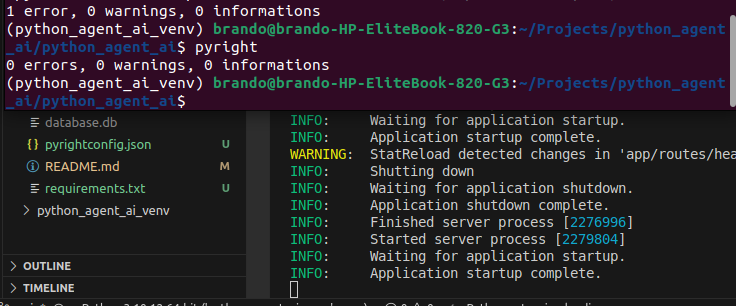 1 error, 0 warnings, 0 informations
(python_agent_ai_venv) brando@brando-HP-EliteBook-820-G3:~/Projects/python_agent
_ai/python_agent_ai$ pyright
0 errors, 0 warnings, 0 informations
(python_agent_ai_venv) brando@brando-HP-EliteBook-820-G3:~/Projects/python_agent
_ai/python_agent_ai$
database.db
pyrightconfig.json U
README.md M
requirements.txt U
python_agent_ai_venv
OUTLINE
TIMELINE
INFO: Waiting for application startup.
INFO: Application startup complete.
WARNING: StatReload detected changes in 'app/routes/hea
INFO: Shutting down
INFO: Waiting for application shutdown.
INFO: Application shutdown complete.
INFO: Finished server process [2276996]
INFO: Started server process [2279804]
INFO: Waiting for application startup.
INFO: Application startup complete.